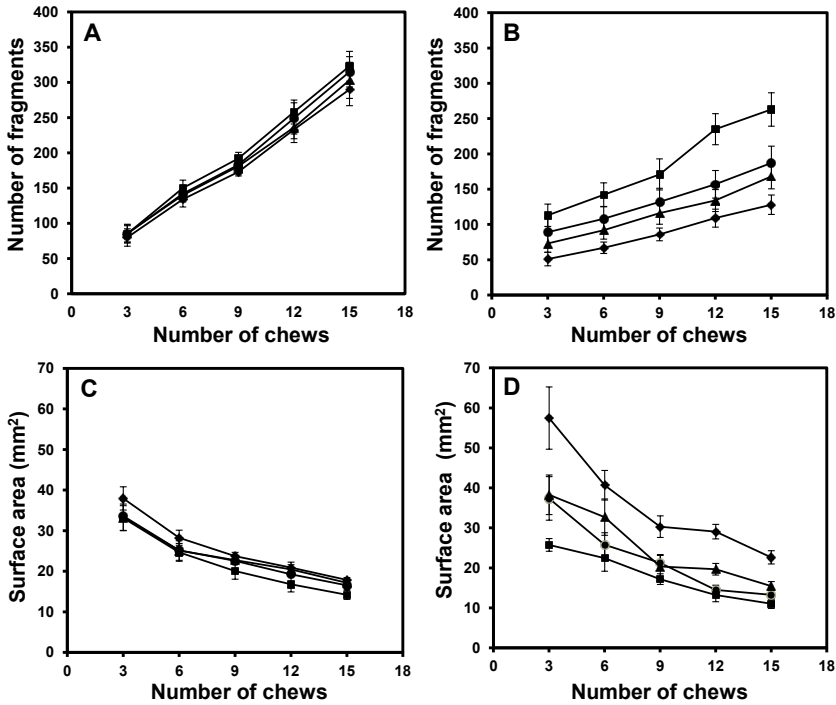 A
Number of fragments
400
350
300
250
200
150
100
50
0
0 3 6 9 12 15 18
Number of chews
B
Number of fragments
400
350
300
250
200
150
100
50
0
0 3 6 9 12 15 18
Number of chews
C
Surface area (mm²)
70
60
50
40
30
20
10
0
0 3 6 9 12 15 18
Number of chews
D
Surface area (mm²)
70
60
50
40
30
20
10
0
0 3 6 9 12 15 18
Number of chews